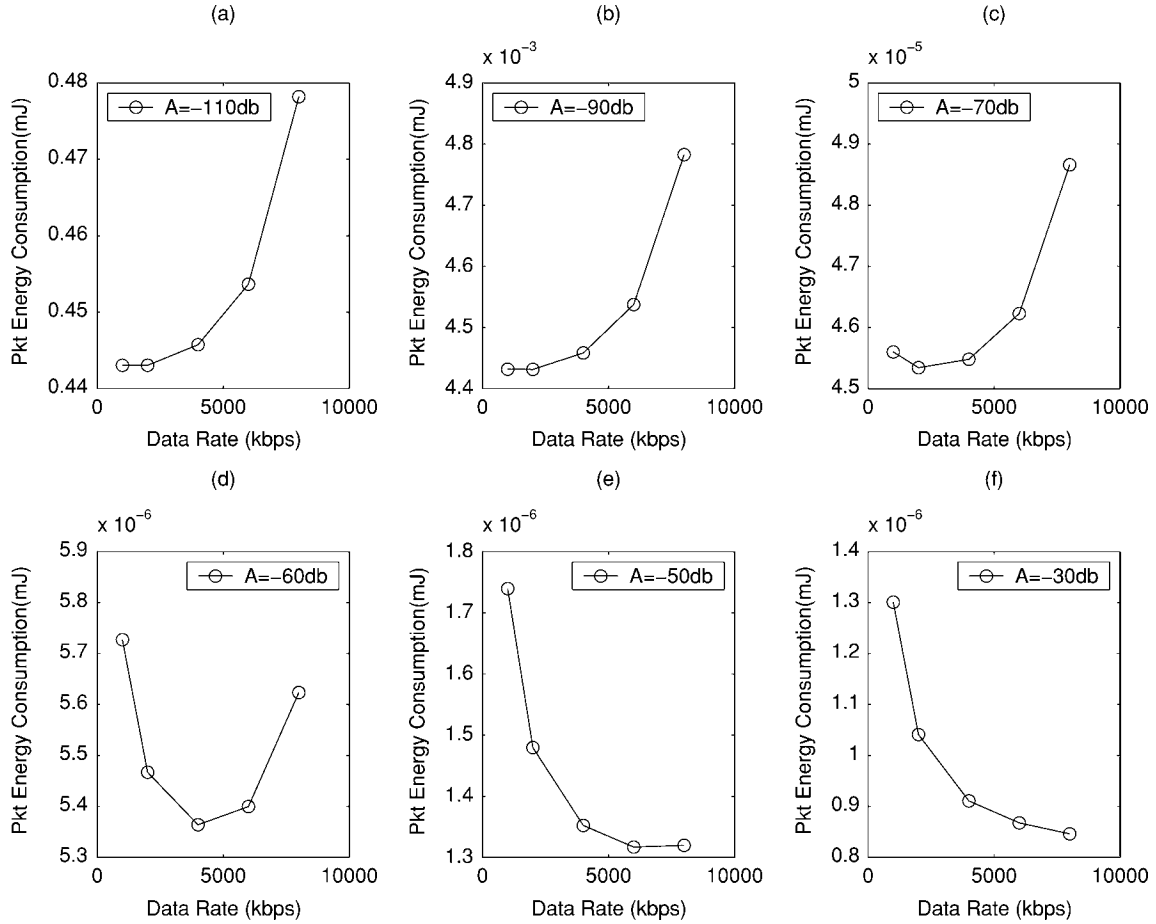 (a)
0.48
0.47
0.46
0.45
0.44
Pkt Energy Consumption(mJ)
A=−110db
0 5000 10000
Data Rate (kbps)
(b)
x 10−3
4.9
4.8
4.7
4.6
4.5
4.4
Pkt Energy Consumption(mJ)
A=−90db
0 5000 10000
Data Rate (kbps)
(c)
x 10−5
5
4.9
4.8
4.7
4.6
4.5
Pkt Energy Consumption(mJ)
A=−70db
0 5000 10000
Data Rate (kbps)
(d)
x 10−6
5.9
5.8
5.7
5.6
5.5
5.4
5.3
Pkt Energy Consumption(mJ)
A=−60db
0 5000 10000
Data Rate (kbps)
(e)
x 10−6
1.8
1.7
1.6
1.5
1.4
1.3
Pkt Energy Consumption(mJ)
A=−50db
0 5000 10000
Data Rate (kbps)
(f)
x 10−6
1.4
1.3
1.2
1.1
1
0.9
0.8
Pkt Energy Consumption(mJ)
A=−30db
0 5000 10000
Data Rate (kbps)